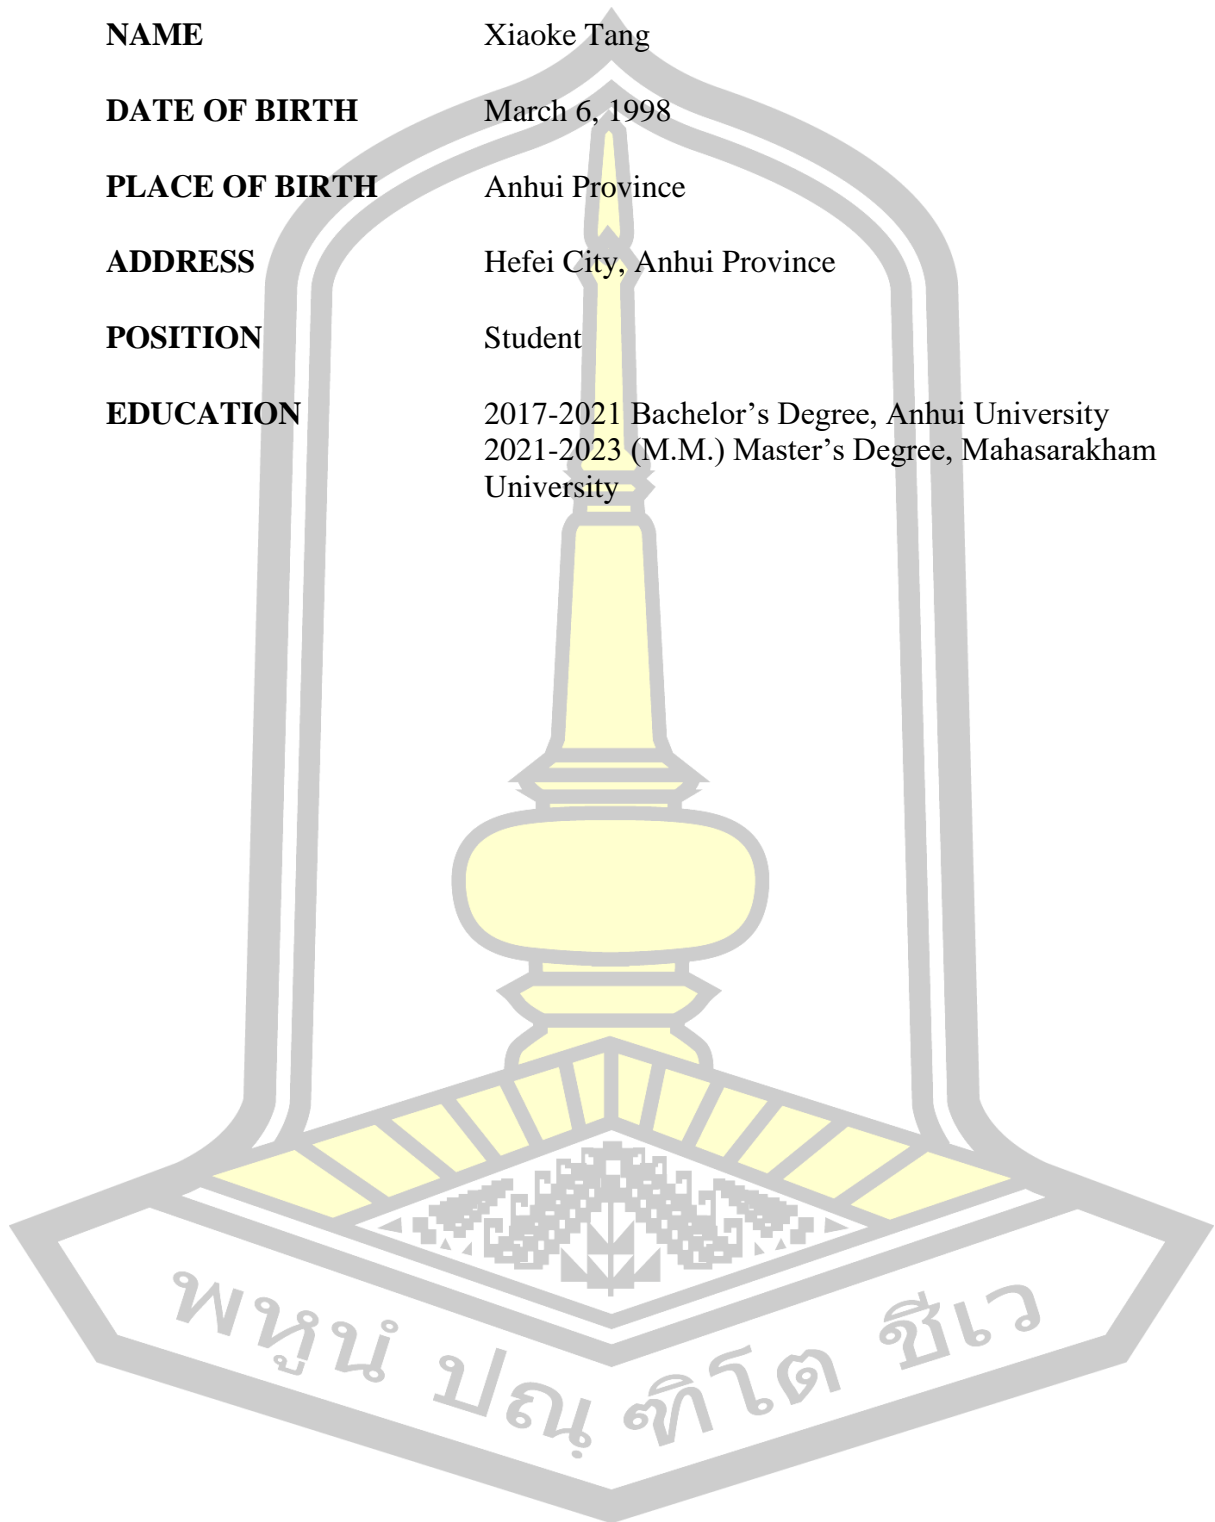 NAME Xiaoke Tang
DATE OF BIRTH March 6, 1998
PLACE OF BIRTH Anhui Province
ADDRESS Hefei City, Anhui Province
POSITION Student
EDUCATION 2017-2021 Bachelor’s Degree, Anhui University
2021-2023 (M.M.) Master’s Degree, Mahasarakham
University
พหูนํ ปณฺ ฑิโต ชีเว